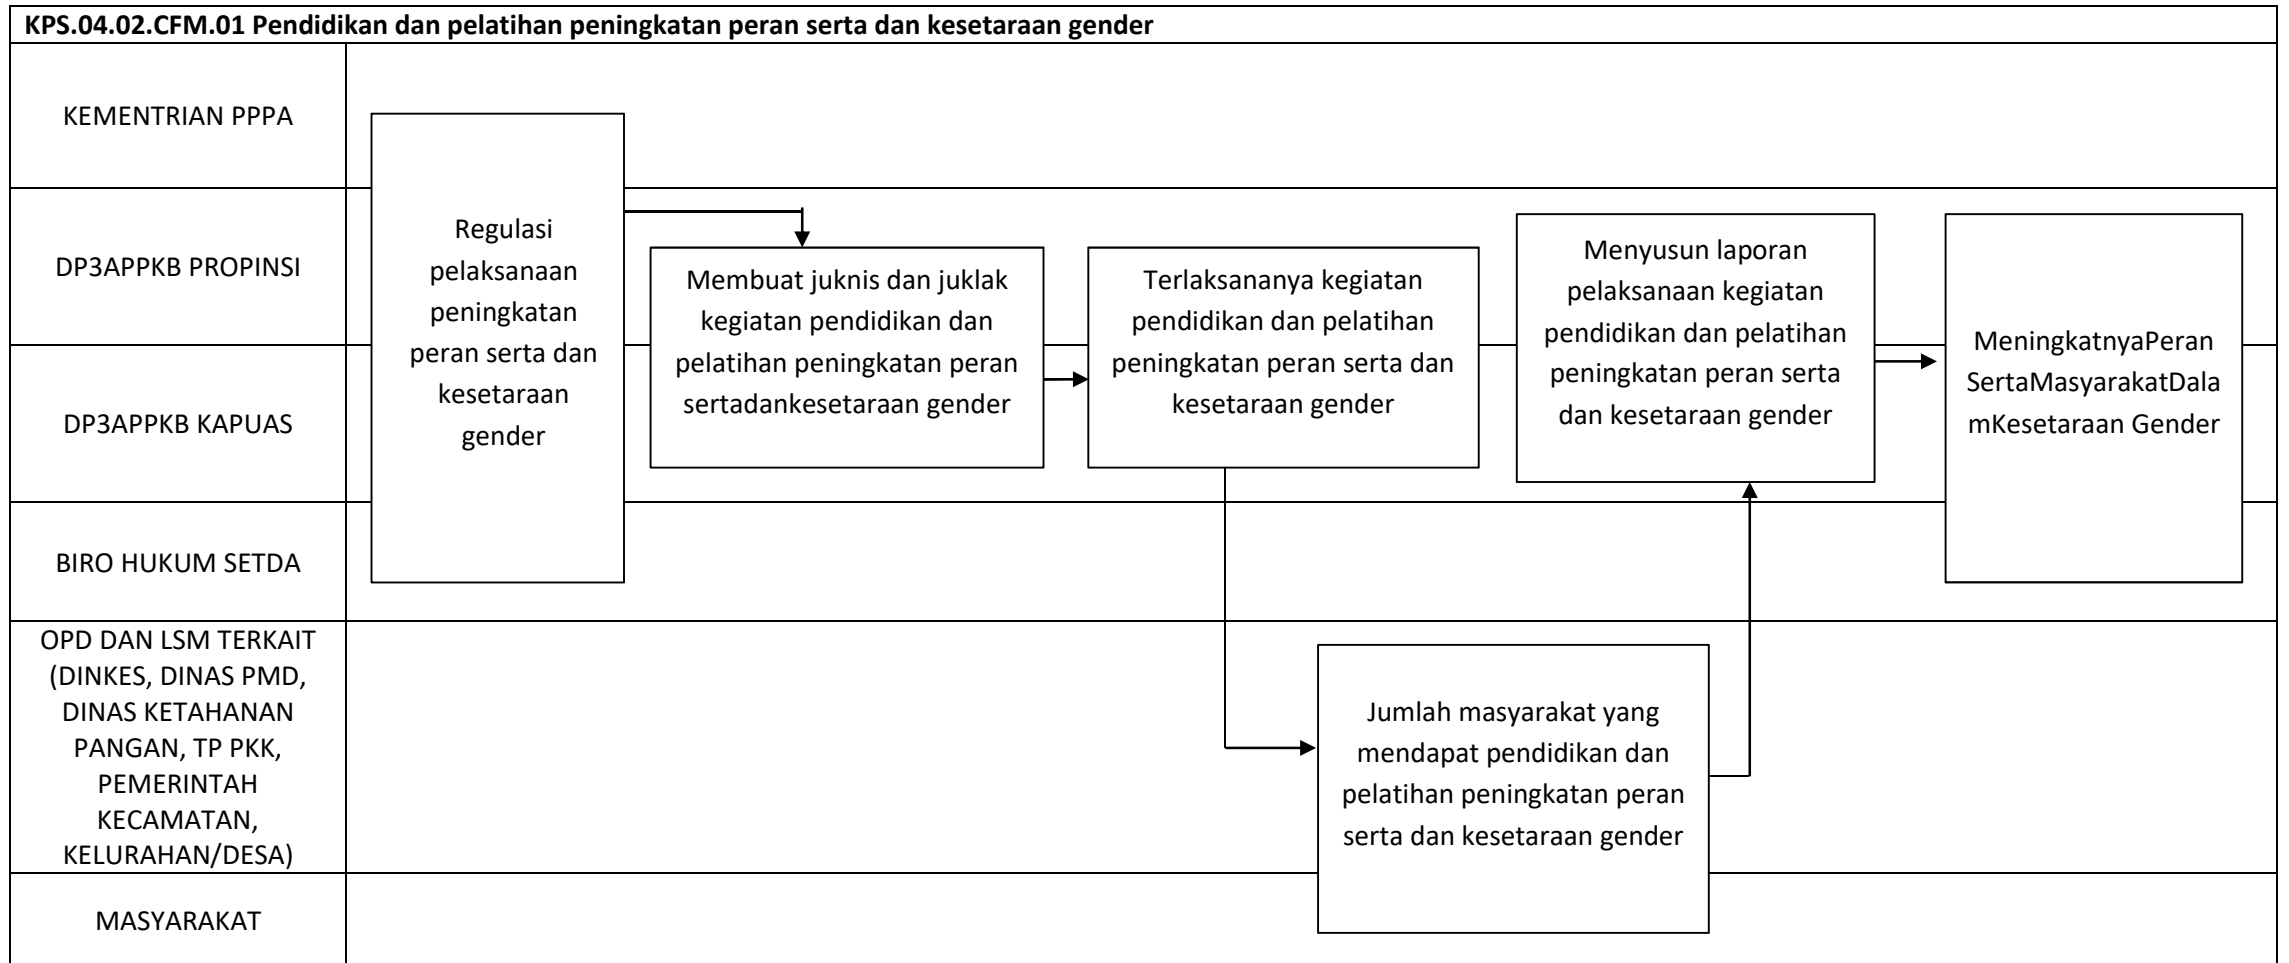 KPS.04.02.CFM.01 Pendidikan dan pelatihan peningkatan peran serta dan kesetaraan gender
KEMENTRIAN PPPA
DP3APPKB PROPINSI
DP3APPKB KAPUAS
BIRO HUKUM SETDA
OPD DAN LSM TERKAIT
(DINKES, DINAS PMD,
DINAS KETAHANAN
PANGAN, TP PKK,
PEMERINTAH
KECAMATAN,
KELURAHAN/DESA)
MASYARAKAT
Regulasi
pelaksanaan
peningkatan
peran serta dan
kesetaraan
gender
Membuat juknis dan juklak
kegiatan pendidikan dan
pelatihan peningkatan peran
sertadankesetaraan gender
Terlaksananya kegiatan
pendidikan dan pelatihan
peningkatan peran serta dan
kesetaraan gender
Jumlah masyarakat yang
mendapat pendidikan dan
pelatihan peningkatan peran
serta dan kesetaraan gender
Menyusun laporan
pelaksanaan kegiatan
pendidikan dan pelatihan
peningkatan peran serta
dan kesetaraan gender
MeningkatnyaPeran
SertaMasyarakatDala
mKesetaraan Gender